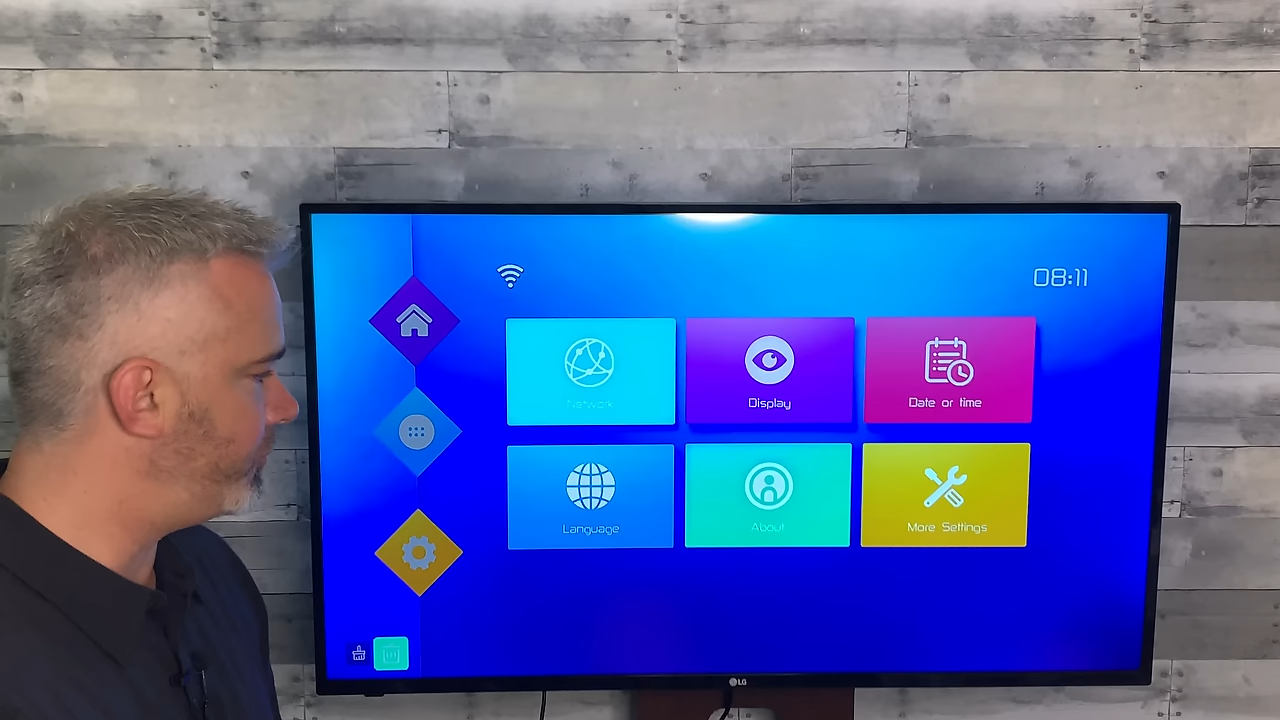 08:11
Network
Display
Date or time
Language
About
More Settings
LG